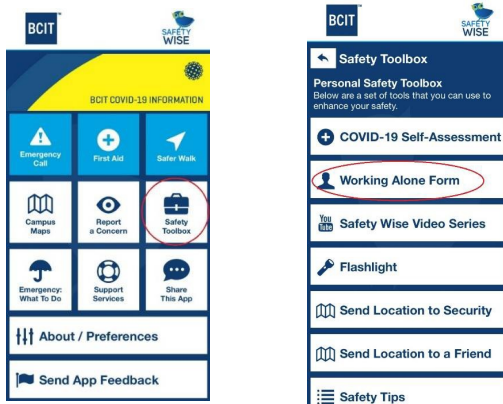 BCIT
SAFETY
WISE
BCIT COVID-19 INFORMATION
Emergency
Call
First Aid
Safer Walk
Campus
Maps
Report
a Concern
Safety
Toolbox
Emergency:
What To Do
Support
Services
Share
This App
About / Preferences
Send App Feedback
BCIT
SAFETY
WISE
Safety Toolbox
Personal Safety Toolbox
Below are a set of tools that you can use to
enhance your safety.
COVID-19 Self-Assessment
Working Alone Form
You
Tube
Safety Wise Video Series
Flashlight
Send Location to Security
Send Location to a Friend
Safety Tips